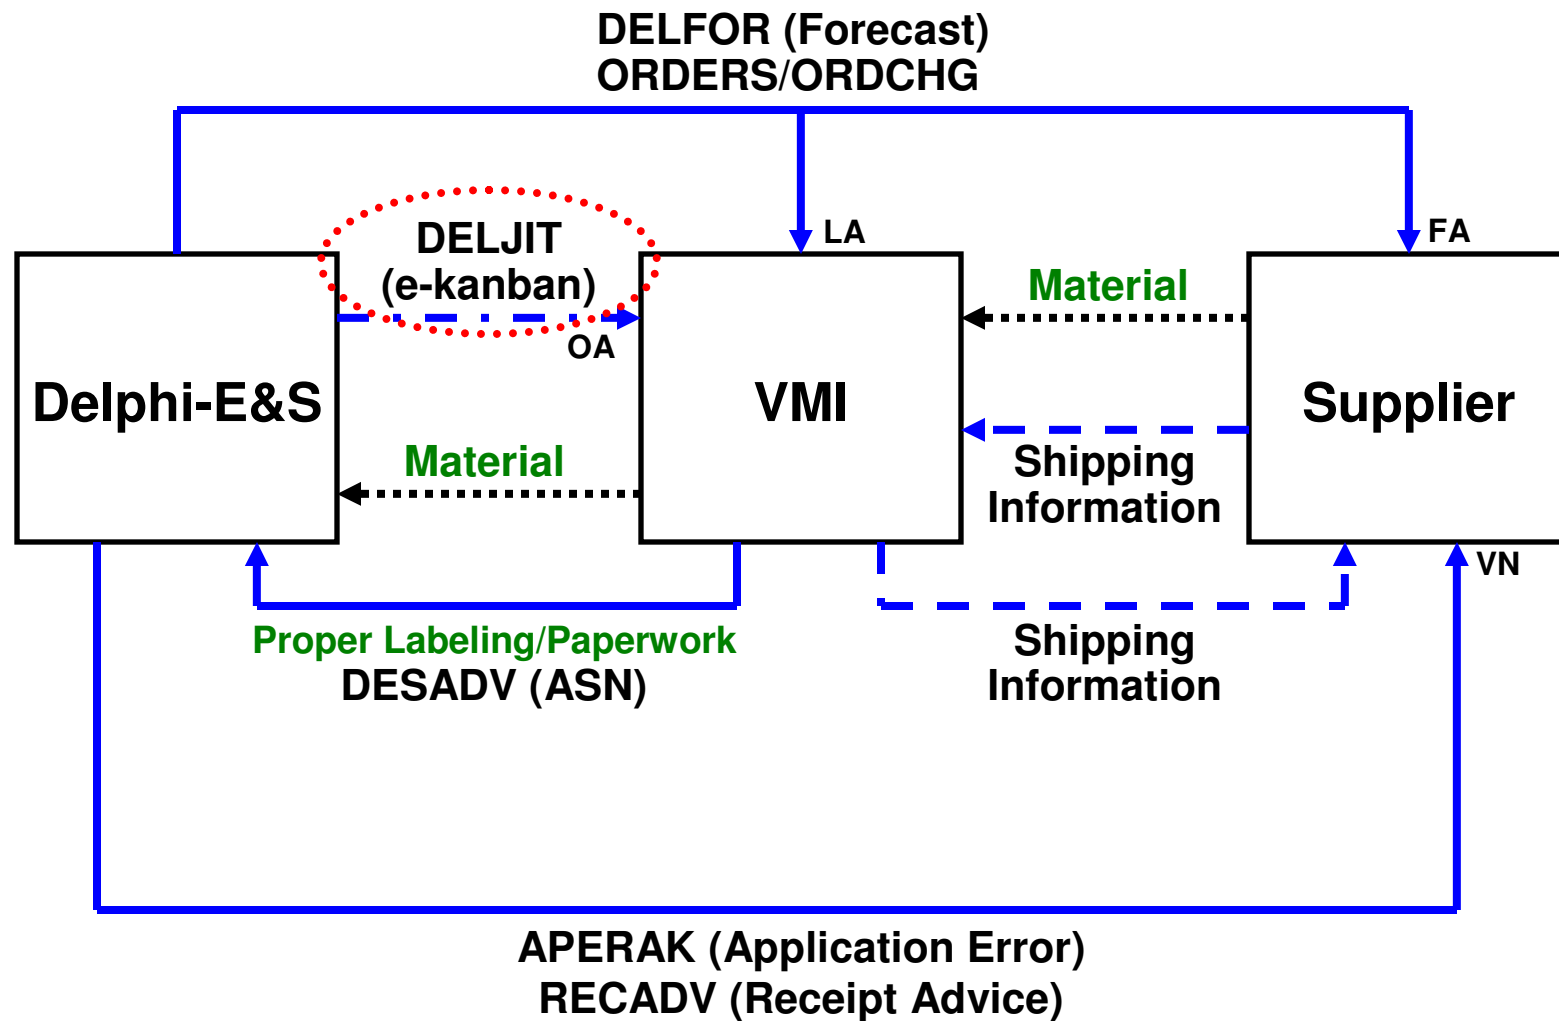 DELFOR (Forecast)
ORDERS/ORDCHG
LA
FA
DELJIT
(e-kanban)
OA
Material
Delphi-E&S
VMI
Supplier
Material
Shipping
Information
VN
Proper Labeling/Paperwork
DESADV (ASN)
Shipping
Information
APERAK (Application Error)
RECADV (Receipt Advice)